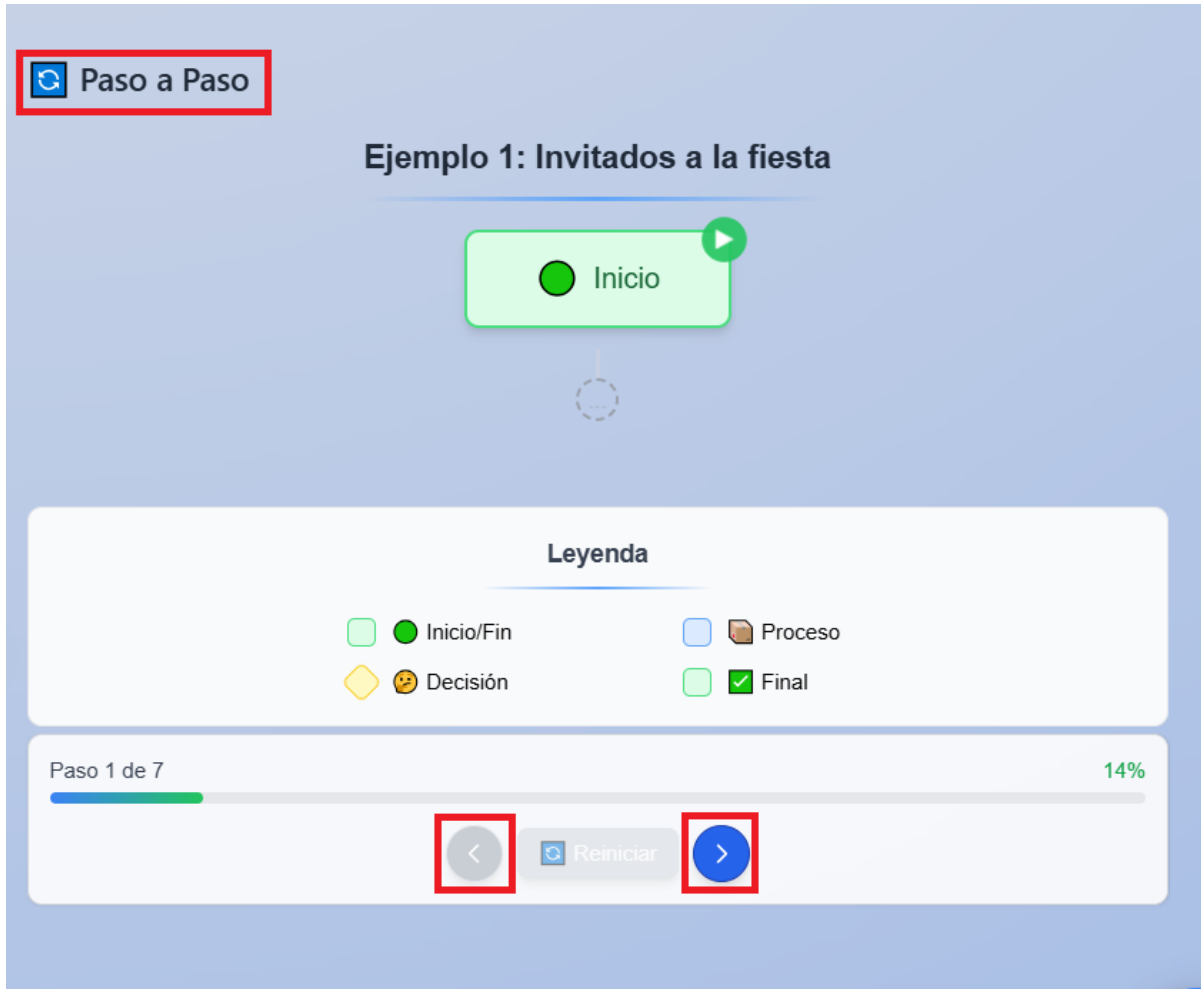 Paso a Paso
Ejemplo 1: Invitados a la fiesta
Inicio
...
Leyenda
Inicio/Fin
Proceso
Decisión
Final
Paso 1 de 7
14%
Reiniciar